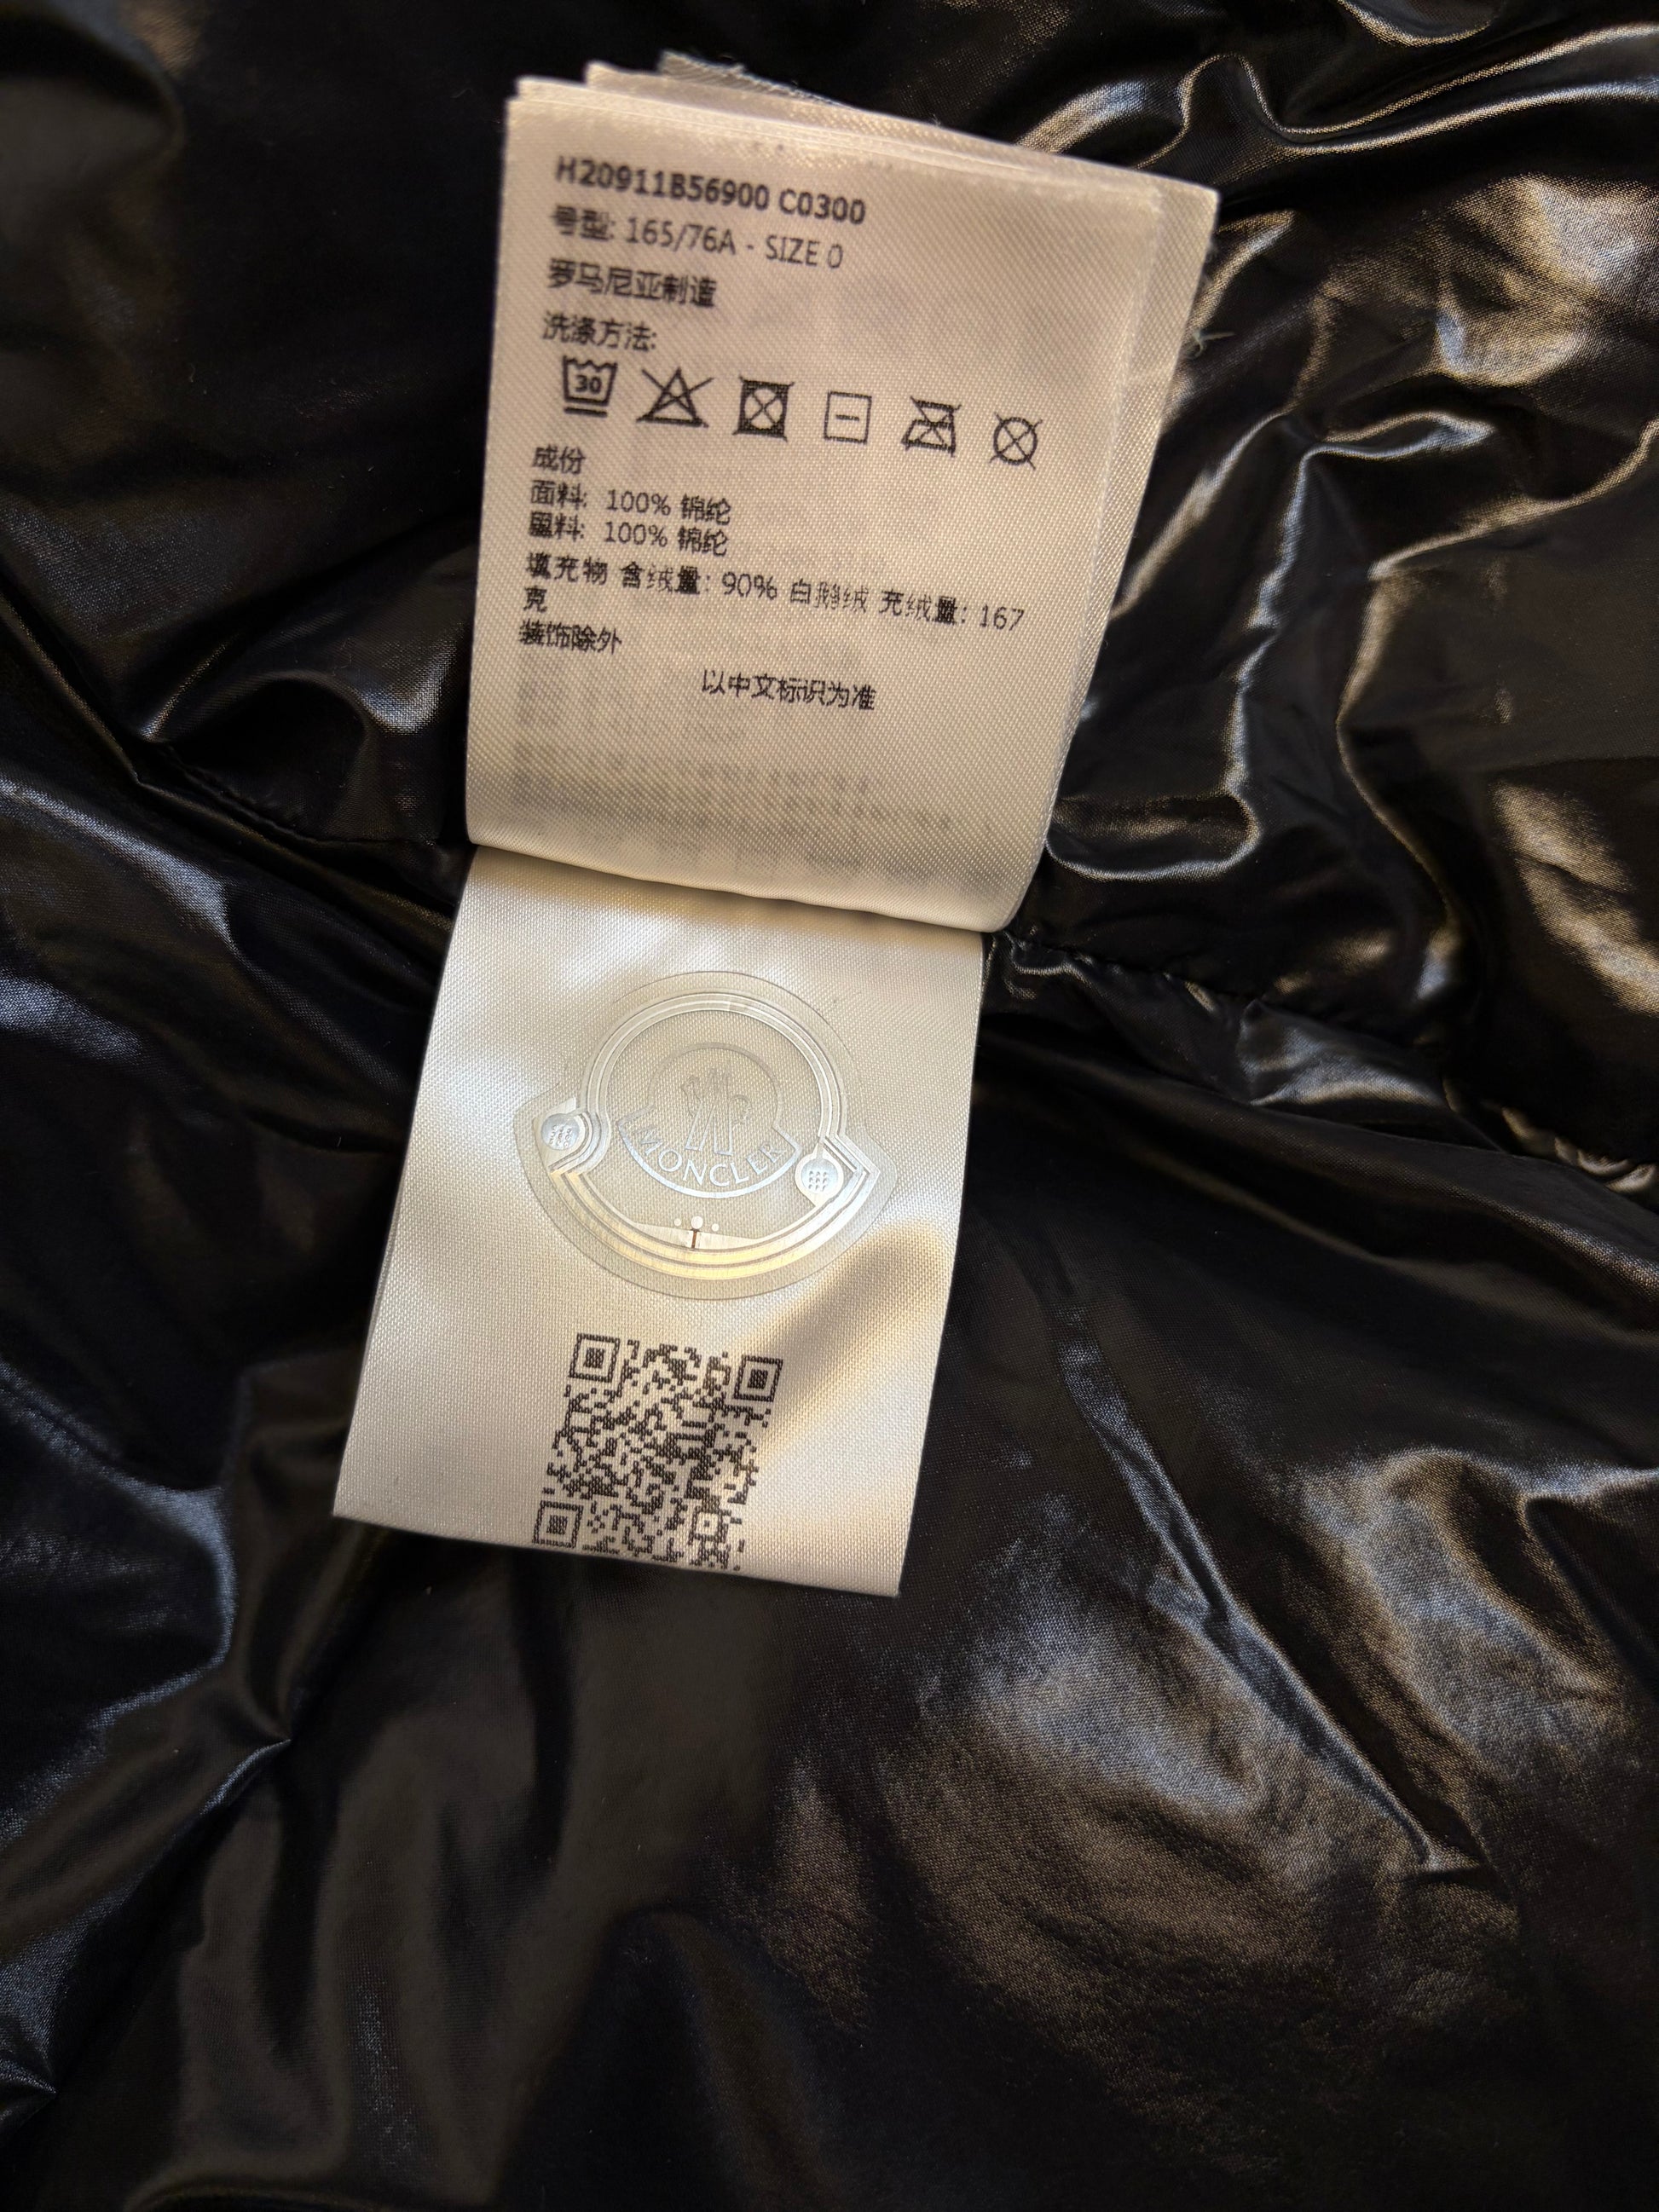 H20911B56900 C0300
号型: 165/76A - SIZE 0
罗马尼亚制造
洗涤方法:
30
成份
面料: 100% 锦纶
里料: 100% 锦纶
填充物 含绒量: 90% 白鹅绒 充绒量: 167
克
装饰除外
以中文标识为准
MONCLER